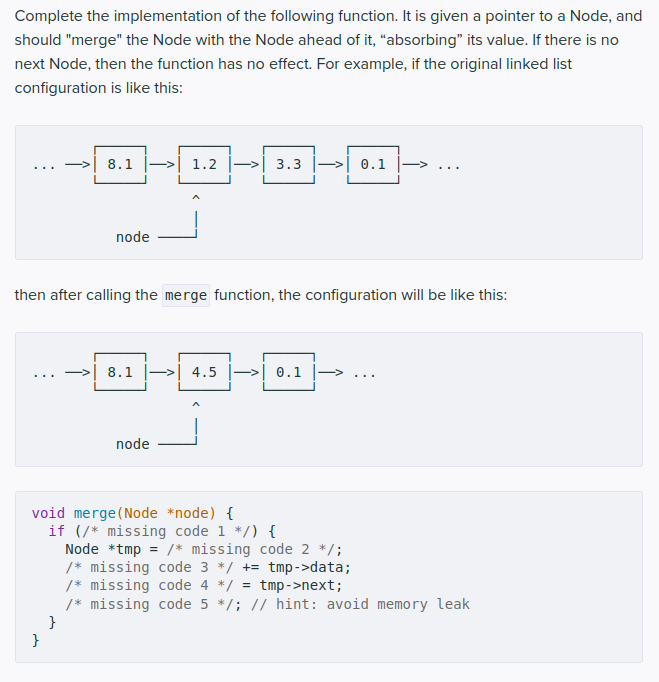 Complete the implementation of the following function. It is given a pointer to a Node, and
should "merge" the Node with the Node ahead of it, “absorbing” its value. If there is no
next Node, then the function has no effect. For example, if the original linked list
configuration is like this:
... ──>│ 8.1 │──>│ 1.2 │──>│ 3.3 │──>│ 0.1 │──> ...
^
│
node ────┘
then after calling the merge function, the configuration will be like this:
... ──>│ 8.1 │──>│ 4.5 │──>│ 0.1 │──> ...
^
│
node ────┘
void merge(Node *node) {
  if (/* missing code 1 */) {
    Node *tmp = /* missing code 2 */;
    /* missing code 3 */ += tmp->data;
    /* missing code 4 */ = tmp->next;
    /* missing code 5 */; // hint: avoid memory leak
  }
}